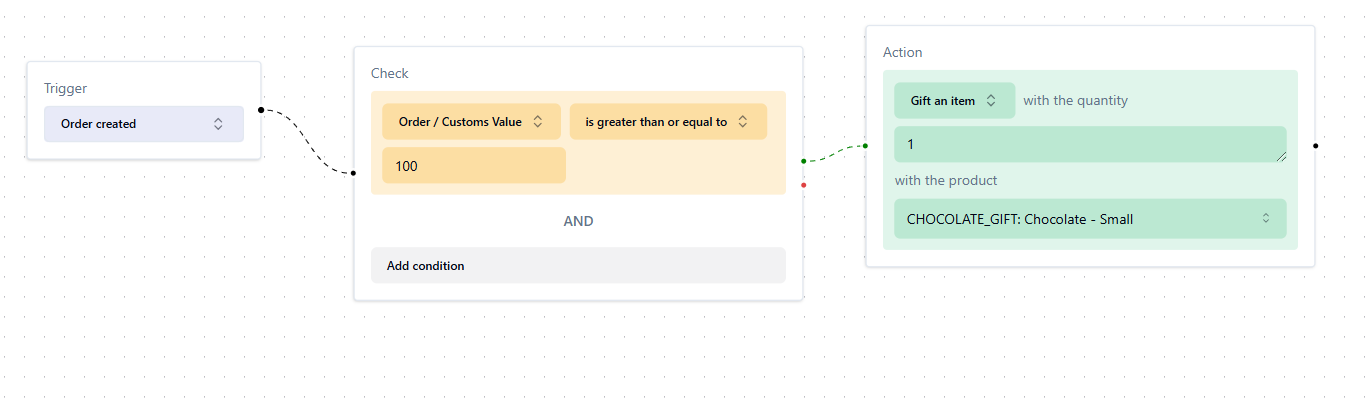 Trigger
Order created
Check
Order / Customs Value
is greater than or equal to
100
AND
Add condition
Action
Gift an item
with the quantity
1
with the product
CHOCOLATE_GIFT: Chocolate - Small